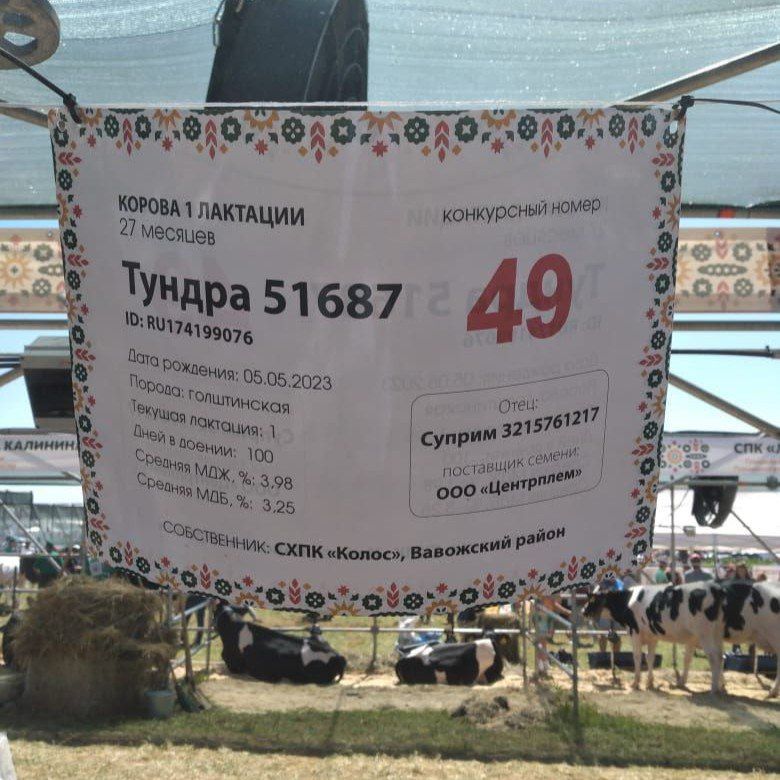 КОРОВА 1 ЛАКТАЦИИ
27 месяцев
конкурсный номер
Тундра 51687
49
ID: RU174199076
Дата рождения: 05.05.2023
Порода: голштинская
Текущая лактация: 1
Дней в доении: 100
Средняя МДЖ, %: 3,98
Средняя МДБ, %: 3,25
Отец:
Суприм 3215761217
поставщик семени:
ООО «Центрплем»
СОБСТВЕННИК: СХПК «Колос», Вавожский район
КАЛИНИН
СПК